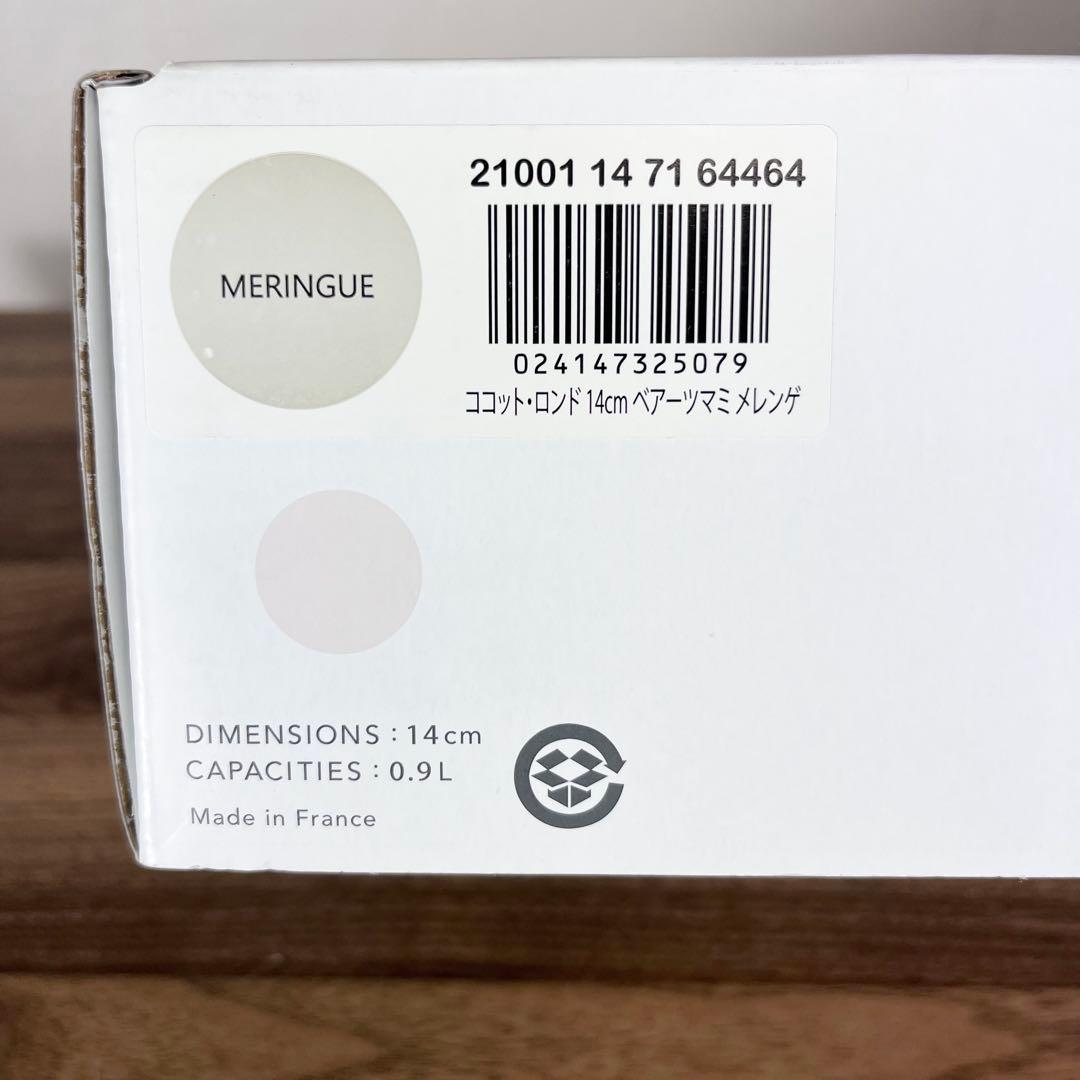 MERINGUE
21001 14 71 64464
024147325079
ココット・ロンド 14cm ベアーツマミ メレンゲ
DIMENSIONS : 14cm
CAPACITIES : 0.9L
Made in France